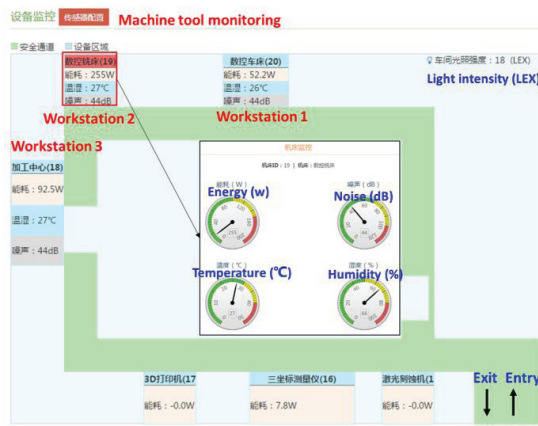 设备监控 传感器配置 Machine tool monitoring
安全通道 设备区域
数控铣床(19)
能耗：255W
温湿：27℃
噪声：44dB
Workstation 2
数控车床(20)
能耗：52.2W
温湿：26℃
噪声：44dB
Workstation 1
车间光照强度：18 (LEX)
Light intensity (LEX)
Workstation 3
加工中心(18)
能耗：92.5W
温湿：27℃
噪声：44dB
机床监控
机床ID：19 | 机床：数控铣床
能耗（W）
Energy (w)
255
噪声（dB）
Noise (dB)
44
温度（℃）
Temperature (℃)
27
湿度（%）
Humidity (%)
3D打印机(17
能耗：-0.0W
三坐标测量仪(16)
能耗：7.8W
激光刻蚀机(1
能耗：-0.0W
Exit Entry